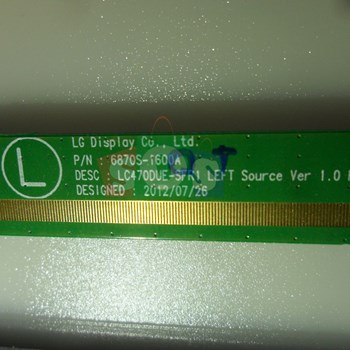 L
LG Display Co., Ltd.
P/N : 6870S-1600A
DESC LC470DUE-SFR1 LEFT Source Ver 1.0
DESIGNED 2012/07/26